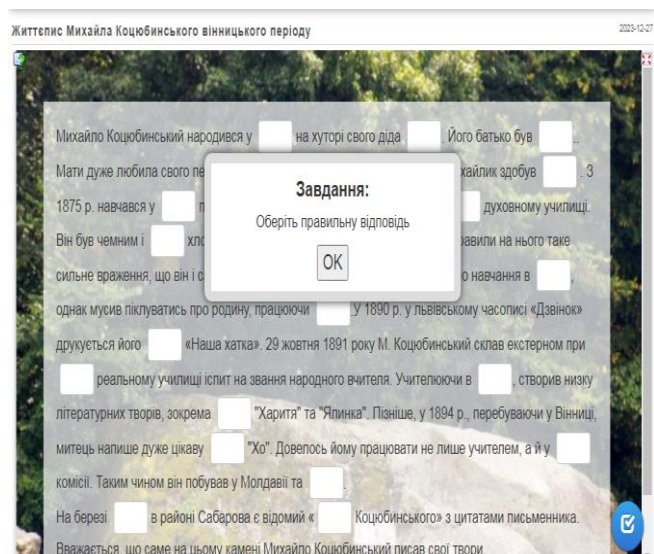 Життєпис Михайла Коцюбинського вінницького періоду
2023-12-27
Михайло Коцюбинський народився у на хуторі свого діда . Його батько був ..
Мати дуже любила свого пе хайлик здобув . З
1875 р. навчався у п духовному училищі.
Він був чемним і хло равили на нього таке
сильне враження, що він і с о навчання в ,
однак мусив піклуватись про родину, працюючи .У 1890 р. у львівському часописі «Дзвінок»
друкується його «Наша хатка». 29 жовтня 1891 року М. Коцюбинський склав екстерном при
реальному училищі іспит на звання народного вчителя. Учителюючи в , створив низку
літературних творів, зокрема "Харитя" та "Ялинка". Пізніше, у 1894 р., перебуваючи у Вінниці,
митець напише дуже цікаву "Хо". Довелось йому працювати не лише учителем, а й у
комісії. Таким чином він побував у Молдавії та .
На березі в районі Сабарова є відомий « Коцюбинського» з цитатами письменника.
Вважається, що саме на цьому камені Михайло Коцюбинський писав свої твори.
Завдання:
Оберіть правильну відповідь
OK